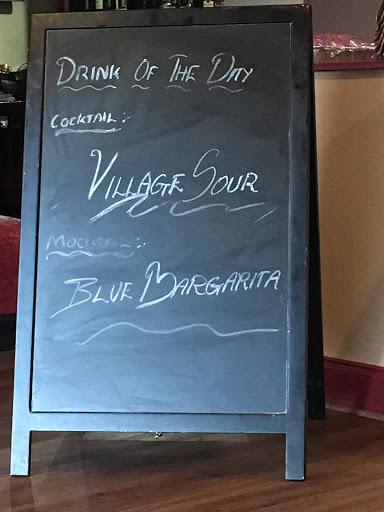 DRINK OF THE DAY
COCKTAIL:-
VILLAGE SOUR
MOCKTAIL:-
BLUE MARGARITA